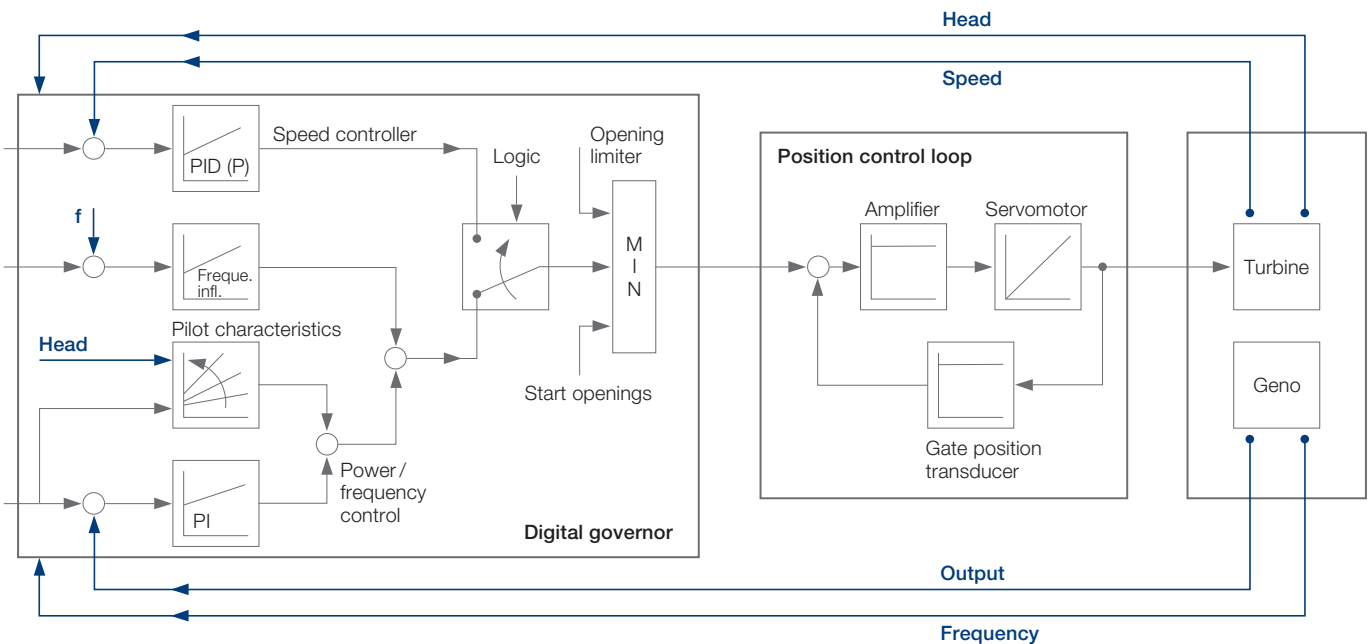 Head
Speed
Speed controller
PID (P)
Logic
Opening
limiter
f
Freque.
infl.
Pilot characteristics
Head
M
I
N
Start openings
Power /
frequency
control
PI
Digital governor
Position control loop
Amplifier
Servomotor
Gate position
transducer
Turbine
Geno
Output
Frequency